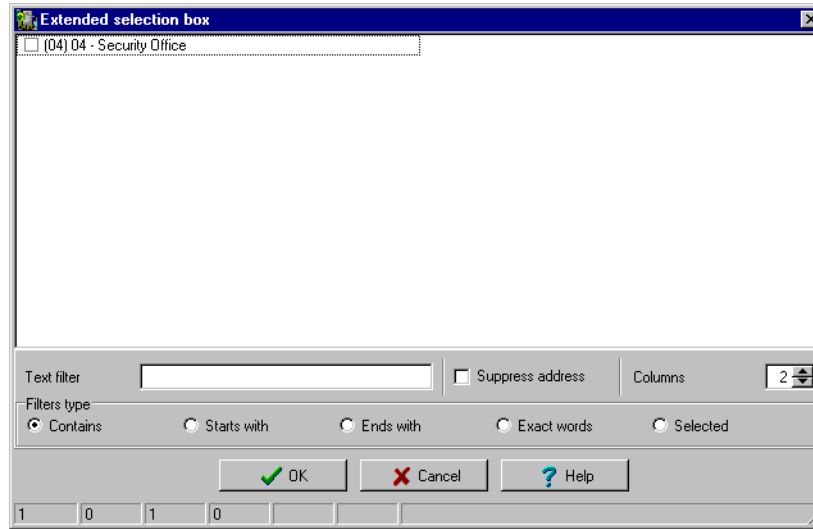 Extended selection box
(04) 04 - Security Office
Text filter
Suppress address
Columns 2
Filters type
Contains Starts with Ends with Exact words Selected
OK Cancel ? Help
1 0 1 0